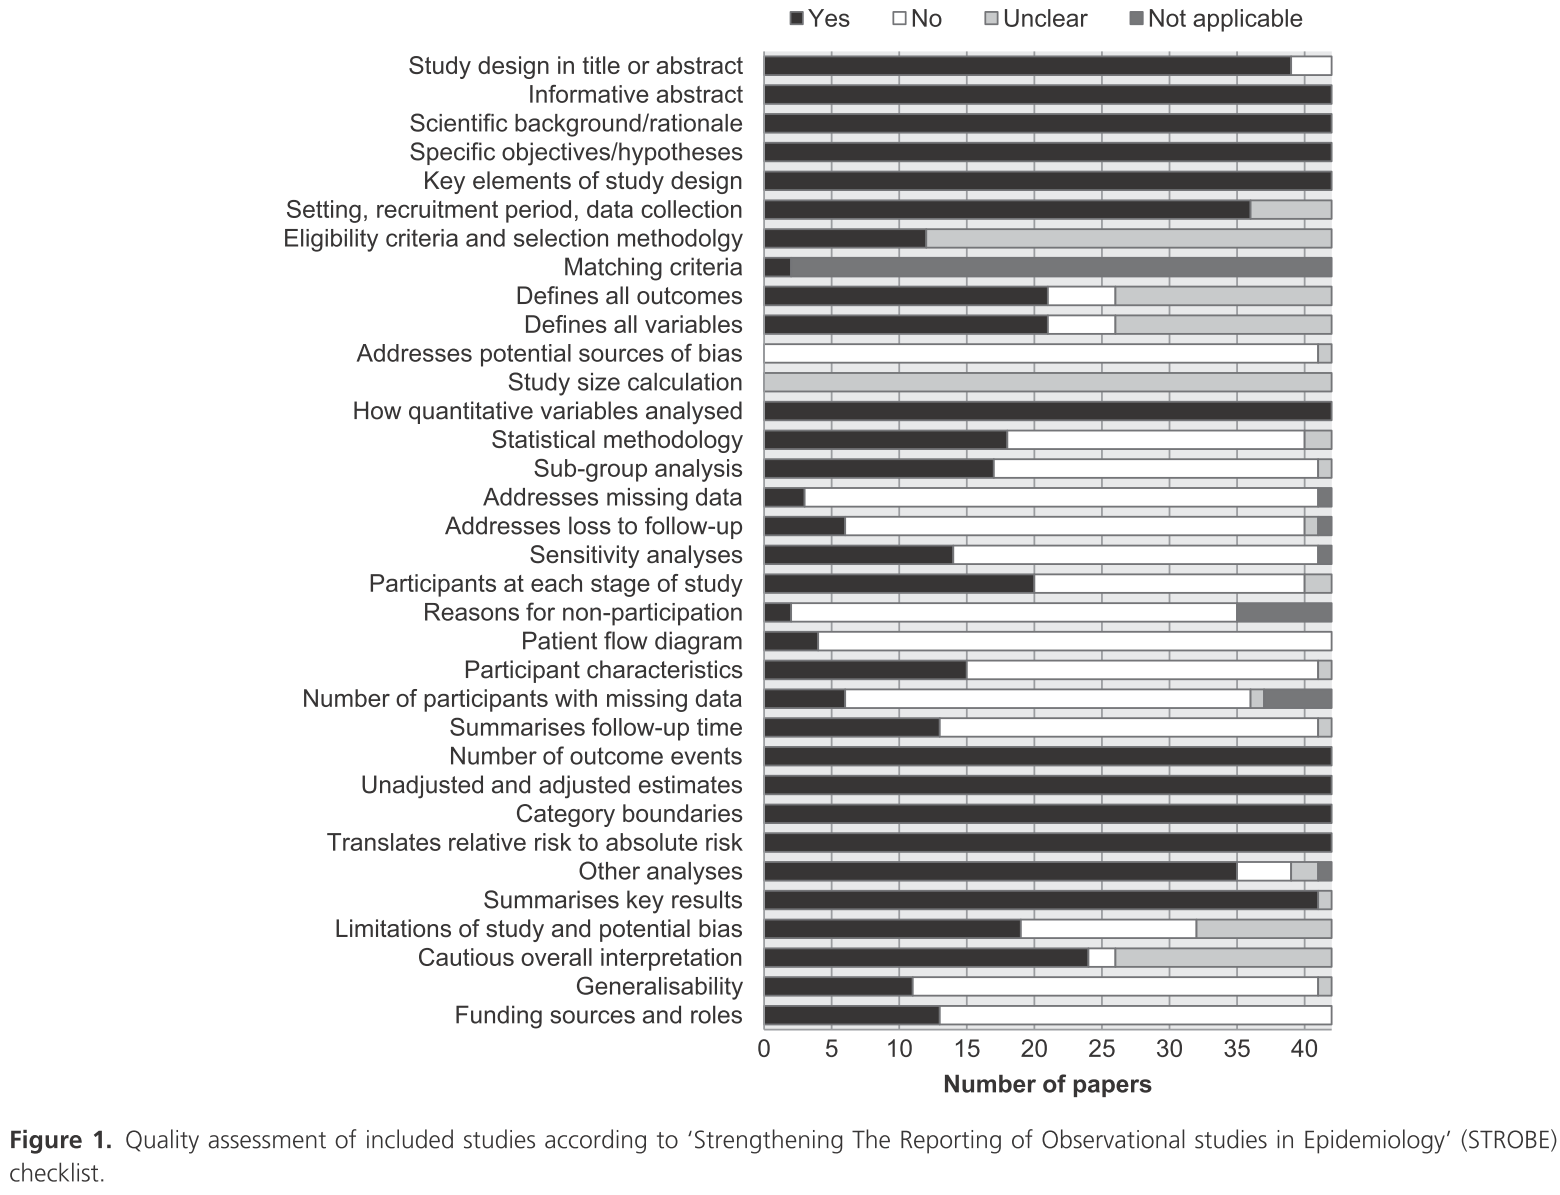 Yes No Unclear Not applicable
Study design in title or abstract
Informative abstract
Scientific background/rationale
Specific objectives/hypotheses
Key elements of study design
Setting, recruitment period, data collection
Eligibility criteria and selection methodolgy
Matching criteria
Defines all outcomes
Defines all variables
Addresses potential sources of bias
Study size calculation
How quantitative variables analysed
Statistical methodology
Sub-group analysis
Addresses missing data
Addresses loss to follow-up
Sensitivity analyses
Participants at each stage of study
Reasons for non-participation
Patient flow diagram
Participant characteristics
Number of participants with missing data
Summarises follow-up time
Number of outcome events
Unadjusted and adjusted estimates
Category boundaries
Translates relative risk to absolute risk
Other analyses
Summarises key results
Limitations of study and potential bias
Cautious overall interpretation
Generalisability
Funding sources and roles
0 5 10 15 20 25 30 35 40
Number of papers
Figure 1. Quality assessment of included studies according to ‘Strengthening The Reporting of Observational studies in Epidemiology’ (STROBE)
checklist.